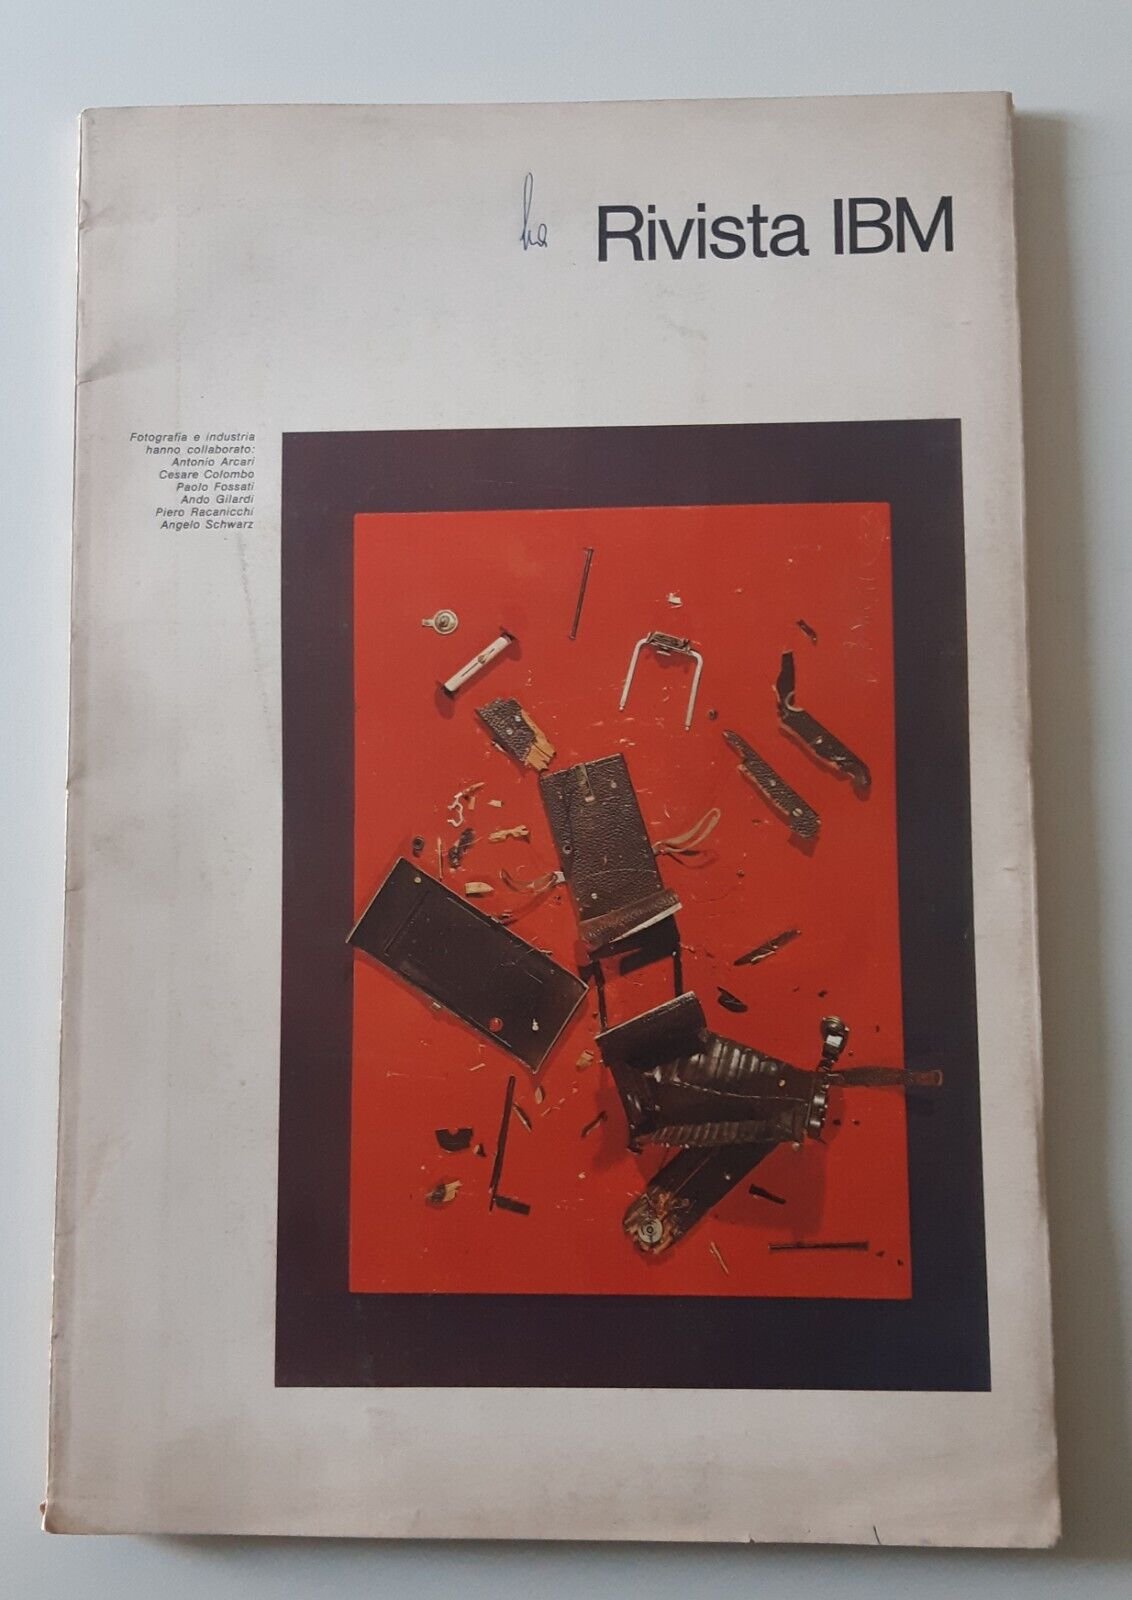 Rivista IBM
Fotografia e industria
hanno collaborato:
Antonio Arcari
Cesare Colombo
Paolo Fossati
Ando Gilardi
Piero Racanicchi
Angelo Schwarz